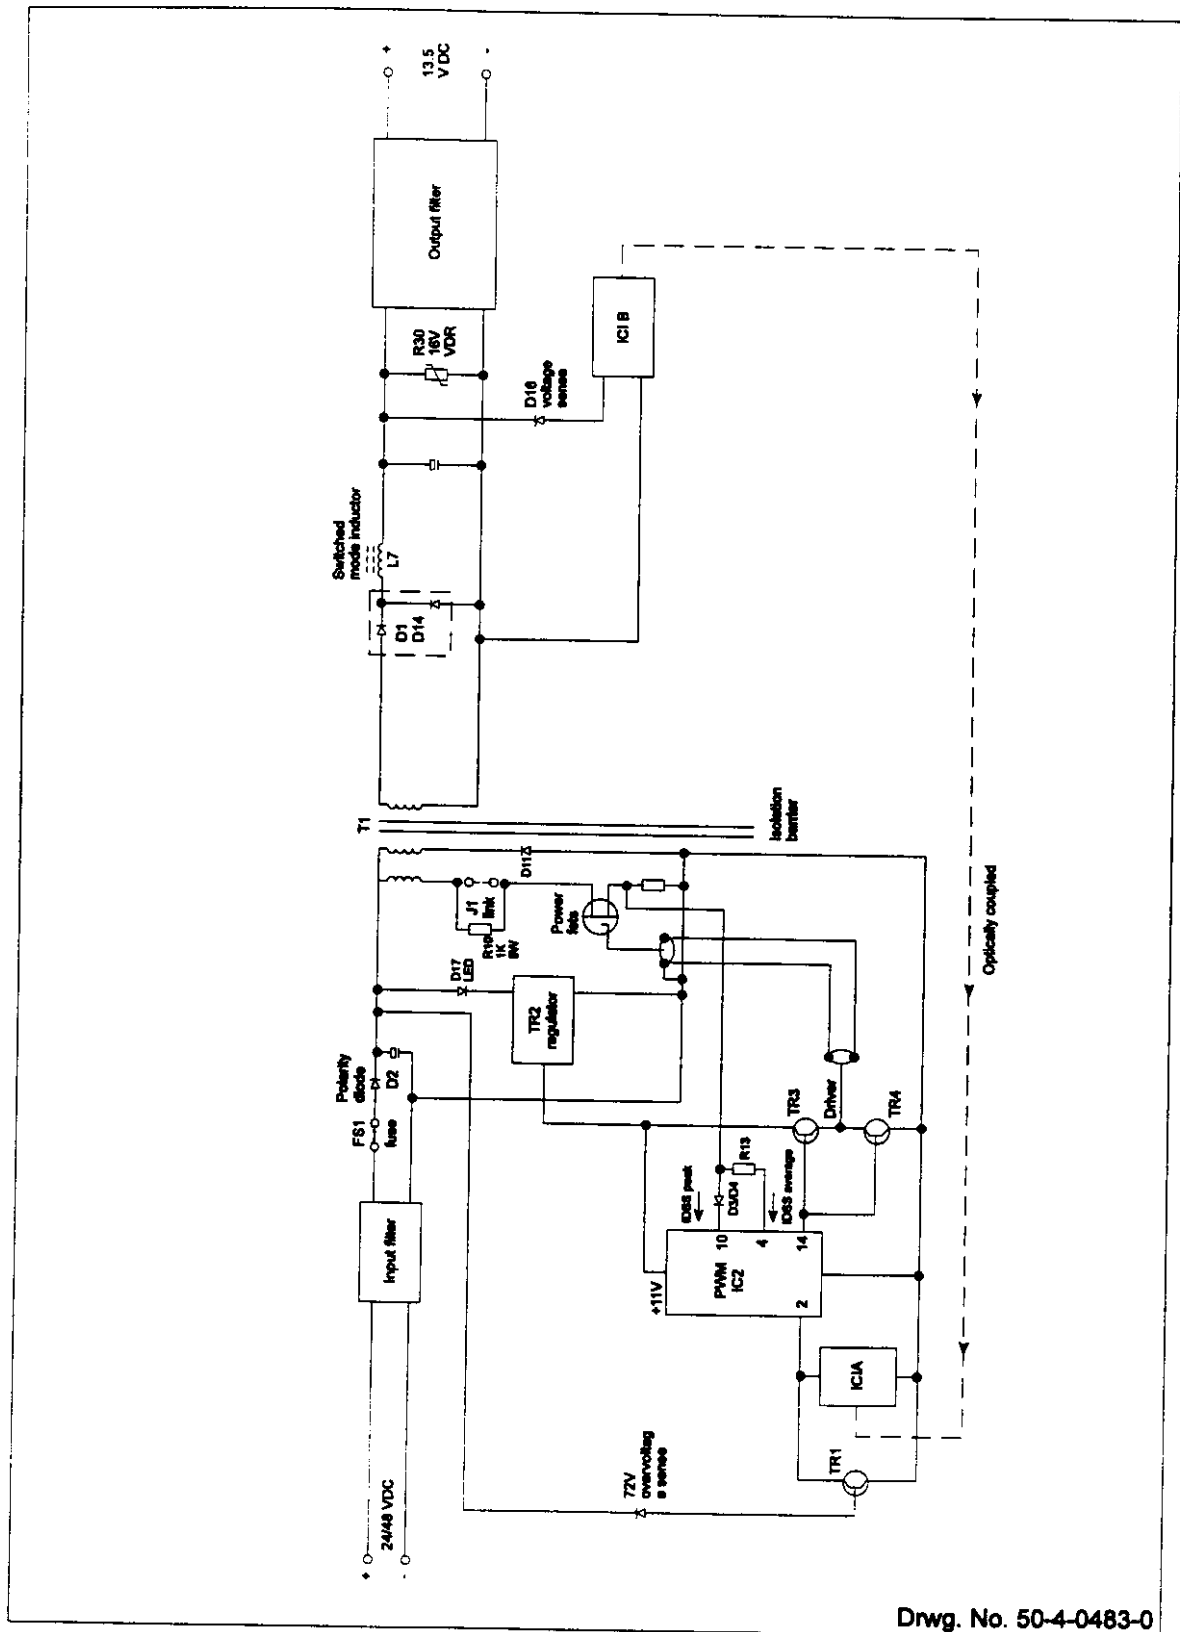 +
-
24/48 VDC
Input filter
FS1
fuse
Polarity
diode
D2
D17
LED
TR2
regulator
R10
1K
J1
link
Power
fets
D11
T1
Isolation
barrier
D1
D14
Switched
mode inductor
L7
D16
voltage
sense
R30
16V
VDR
Output filter
+
-
13.5
V DC
ICI B
72V
overvoltag
e sense
TR1
ICIA
+11V
PWM
IC2
2
10
4
14
IDSS peak
D3/D4
R13
IDSS average
TR3
Driver
TR4
Optically coupled
Drwg. No. 50-4-0483-0